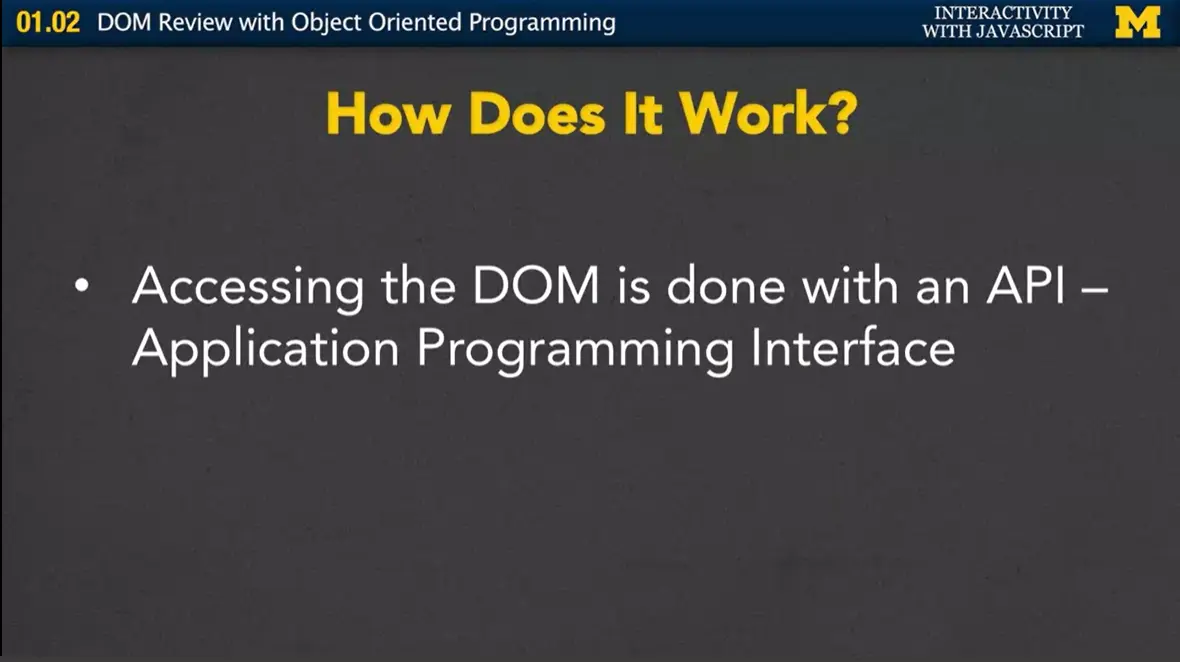 01.02 DOM Review with Object Oriented Programming
INTERACTIVITY
WITH JAVASCRIPT
M
How Does It Work?
• Accessing the DOM is done with an API –
Application Programming Interface